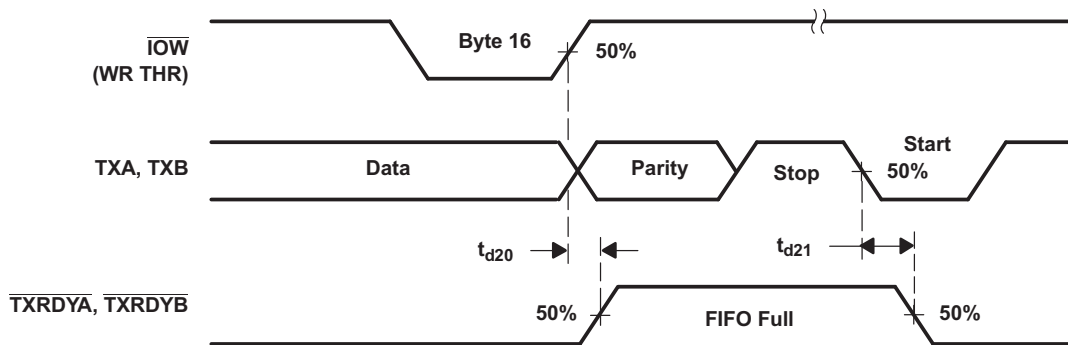 IOW
(WR THR)
Byte 16
50%
TXA, TXB
Data
Parity
Stop
Start
50%
td20
td21
TXRDYA, TXRDYB
50%
FIFO Full
50%